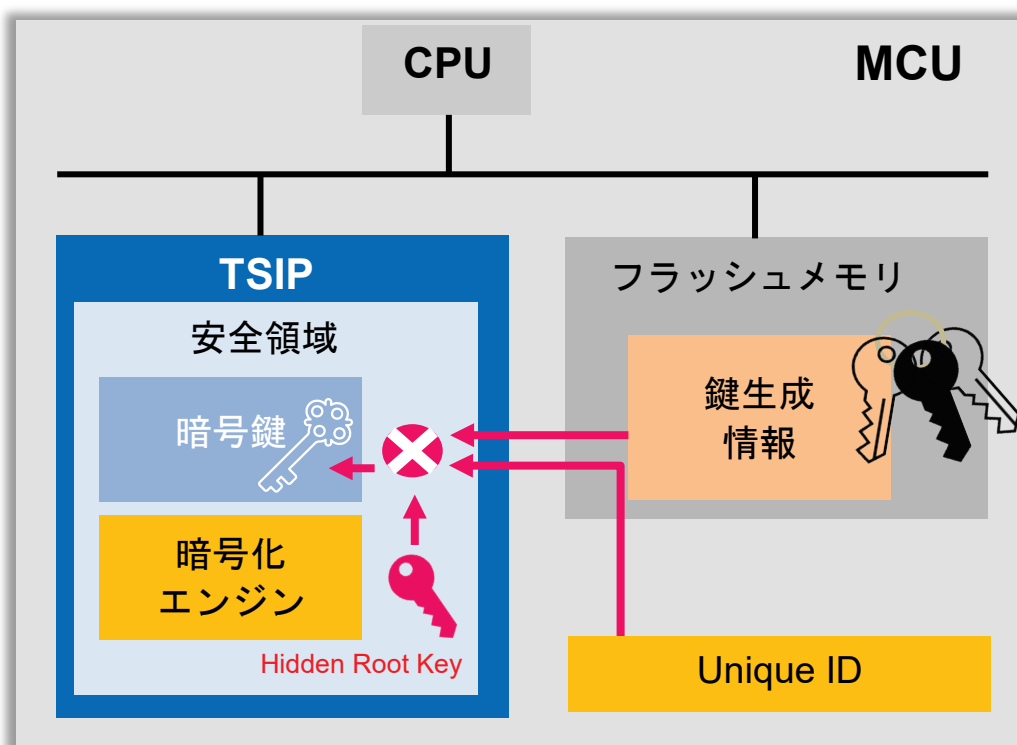 CPU
MCU
TSIP
安全領域
暗号鍵
暗号化
エンジン
Hidden Root Key
フラッシュメモリ
鍵生成
情報
Unique ID